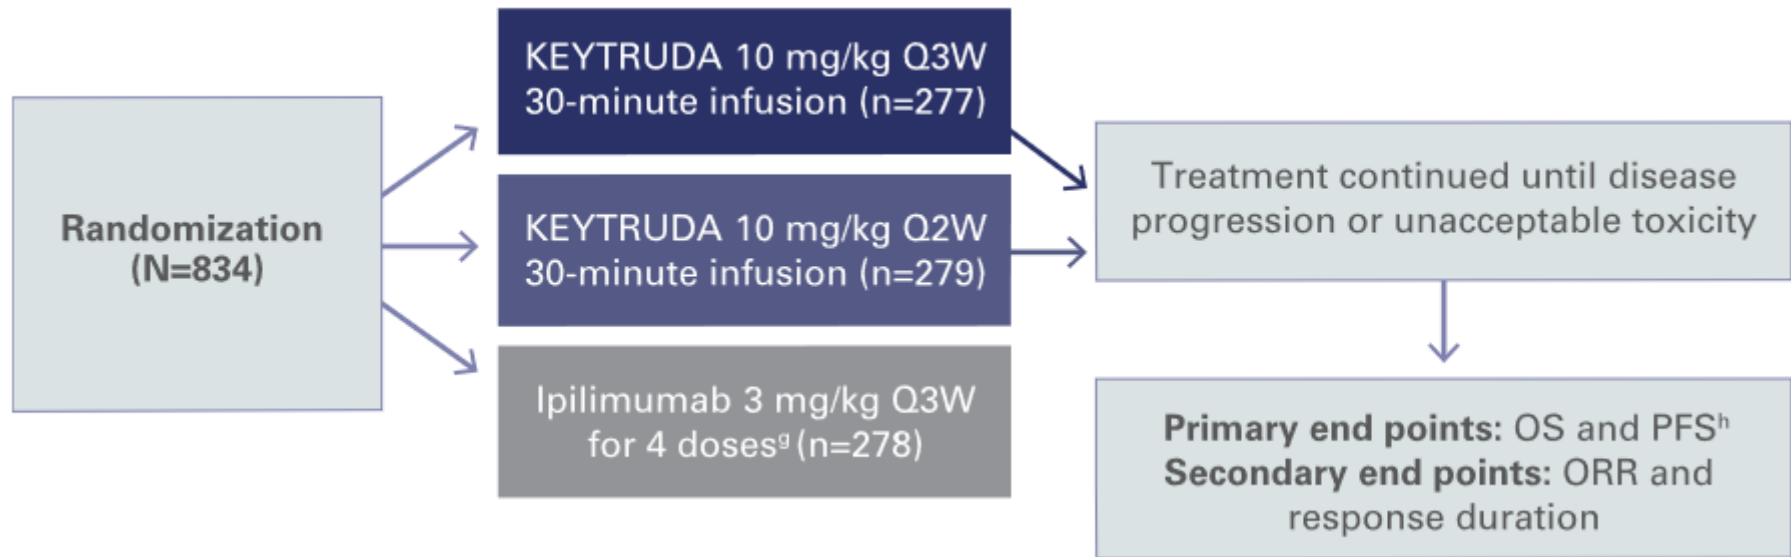 Randomization
(N=834)
KEYTRUDA 10 mg/kg Q3W
30-minute infusion (n=277)
KEYTRUDA 10 mg/kg Q2W
30-minute infusion (n=279)
Ipilimumab 3 mg/kg Q3W
for 4 dosesᵍ (n=278)
Treatment continued until disease
progression or unacceptable toxicity
Primary end points: OS and PFSʰ
Secondary end points: ORR and
response duration